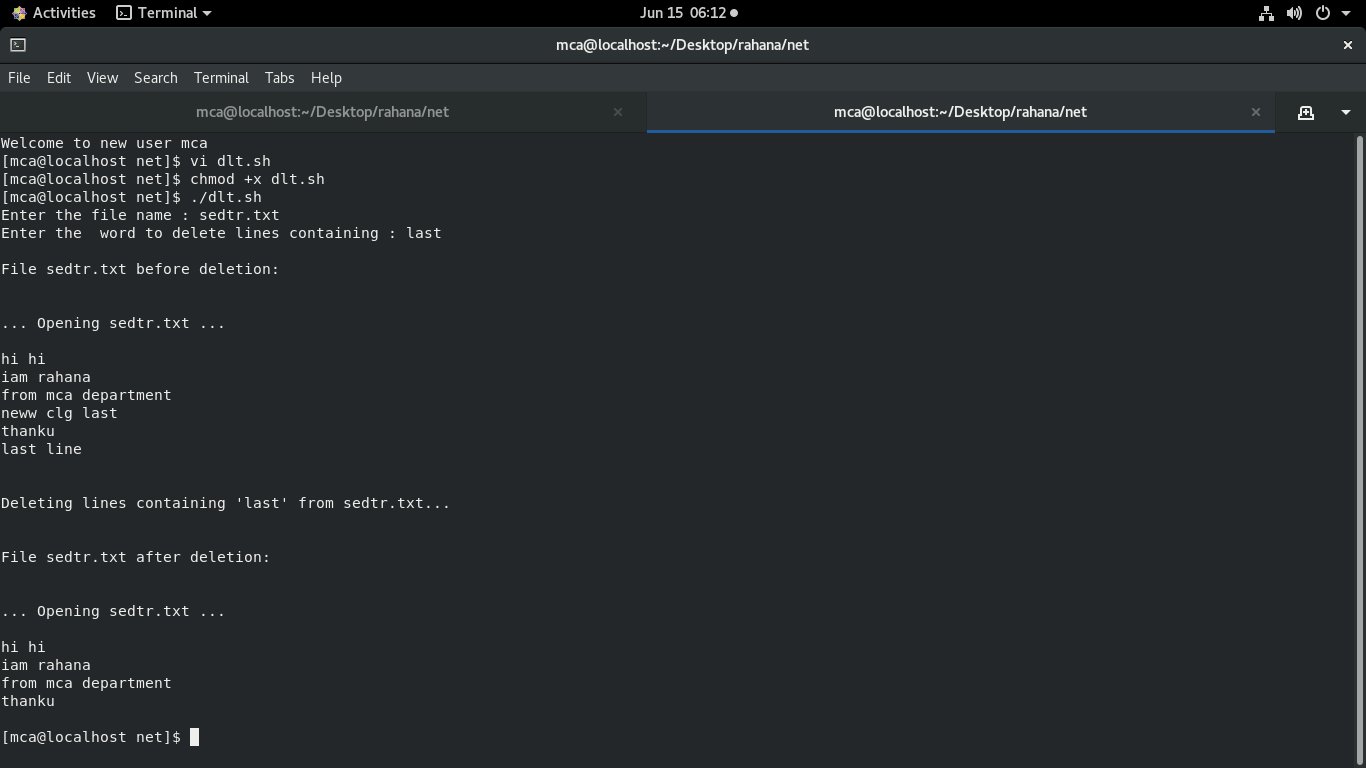 Activities Terminal Jun 15 06:12
mca@localhost:~/Desktop/rahana/net
File Edit View Search Terminal Tabs Help
mca@localhost:~/Desktop/rahana/net mca@localhost:~/Desktop/rahana/net
Welcome to new user mca
[mca@localhost net]$ vi dlt.sh
[mca@localhost net]$ chmod +x dlt.sh
[mca@localhost net]$ ./dlt.sh
Enter the file name : sedtr.txt
Enter the  word to delete lines containing : last
File sedtr.txt before deletion:
... Opening sedtr.txt ...
hi hi
iam rahana
from mca department
neww clg last
thanku
last line
Deleting lines containing 'last' from sedtr.txt...
File sedtr.txt after deletion:
... Opening sedtr.txt ...
hi hi
iam rahana
from mca department
thanku
[mca@localhost net]$